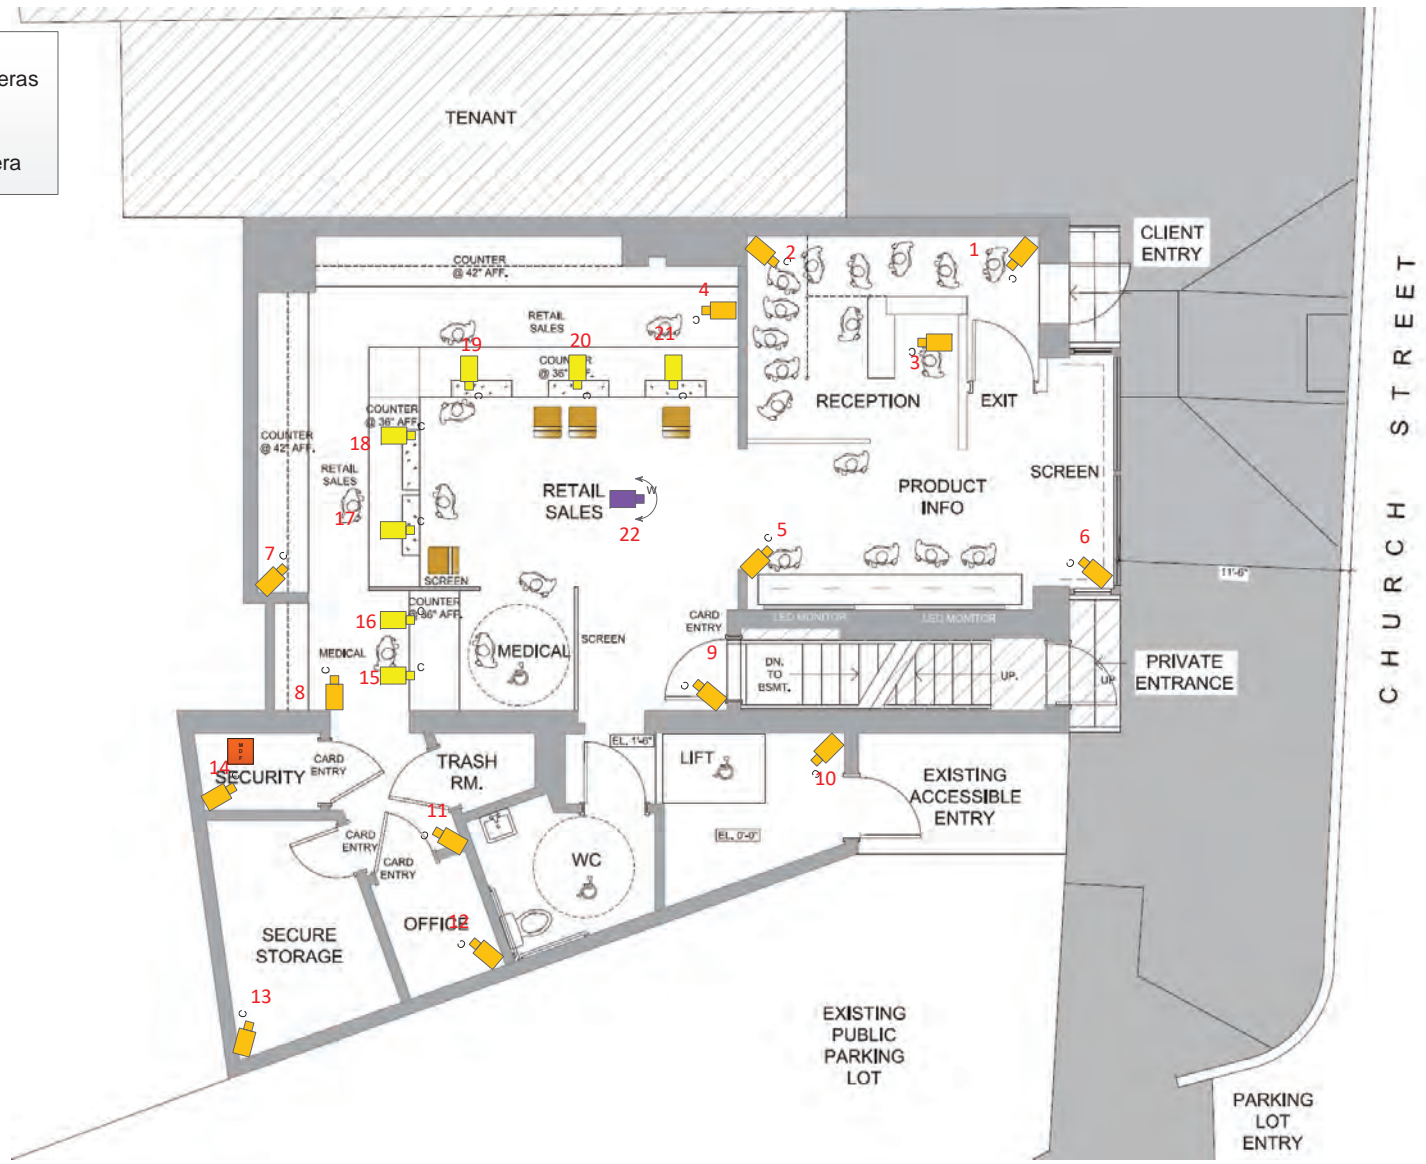 eras
era
TENANT
CLIENT
ENTRY
CHURCH STREET
COUNTER
@ 42" AFF.
2
1
4
RETAIL
SALES
19
20
21
COUNTER
@ 36" AFF.
3
RECEPTION
EXIT
COUNTER
@ 36" AFF.
18
COUNTER
@ 42" AFF.
RETAIL
SALES
17
RETAIL
SALES
W
22
PRODUCT
INFO
SCREEN
5
6
7
11'-6"
SCREEN
COUNTER
@ 36" AFF.
16
LED MONITOR
LED MONITOR
CARD
ENTRY
SCREEN
MEDICAL
MEDICAL
15
9
DN.
TO
BSMT.
UP.
UP
PRIVATE
ENTRANCE
8
EL. 1'-6"
LIFT
10
MDF
14
SECURITY
CARD
ENTRY
TRASH
RM.
EXISTING
ACCESSIBLE
ENTRY
11
EL. 0'-0"
CARD
ENTRY
CARD
ENTRY
WC
12
OFFICE
SECURE
STORAGE
13
EXISTING
PUBLIC
PARKING
LOT
PARKING
LOT
ENTRY